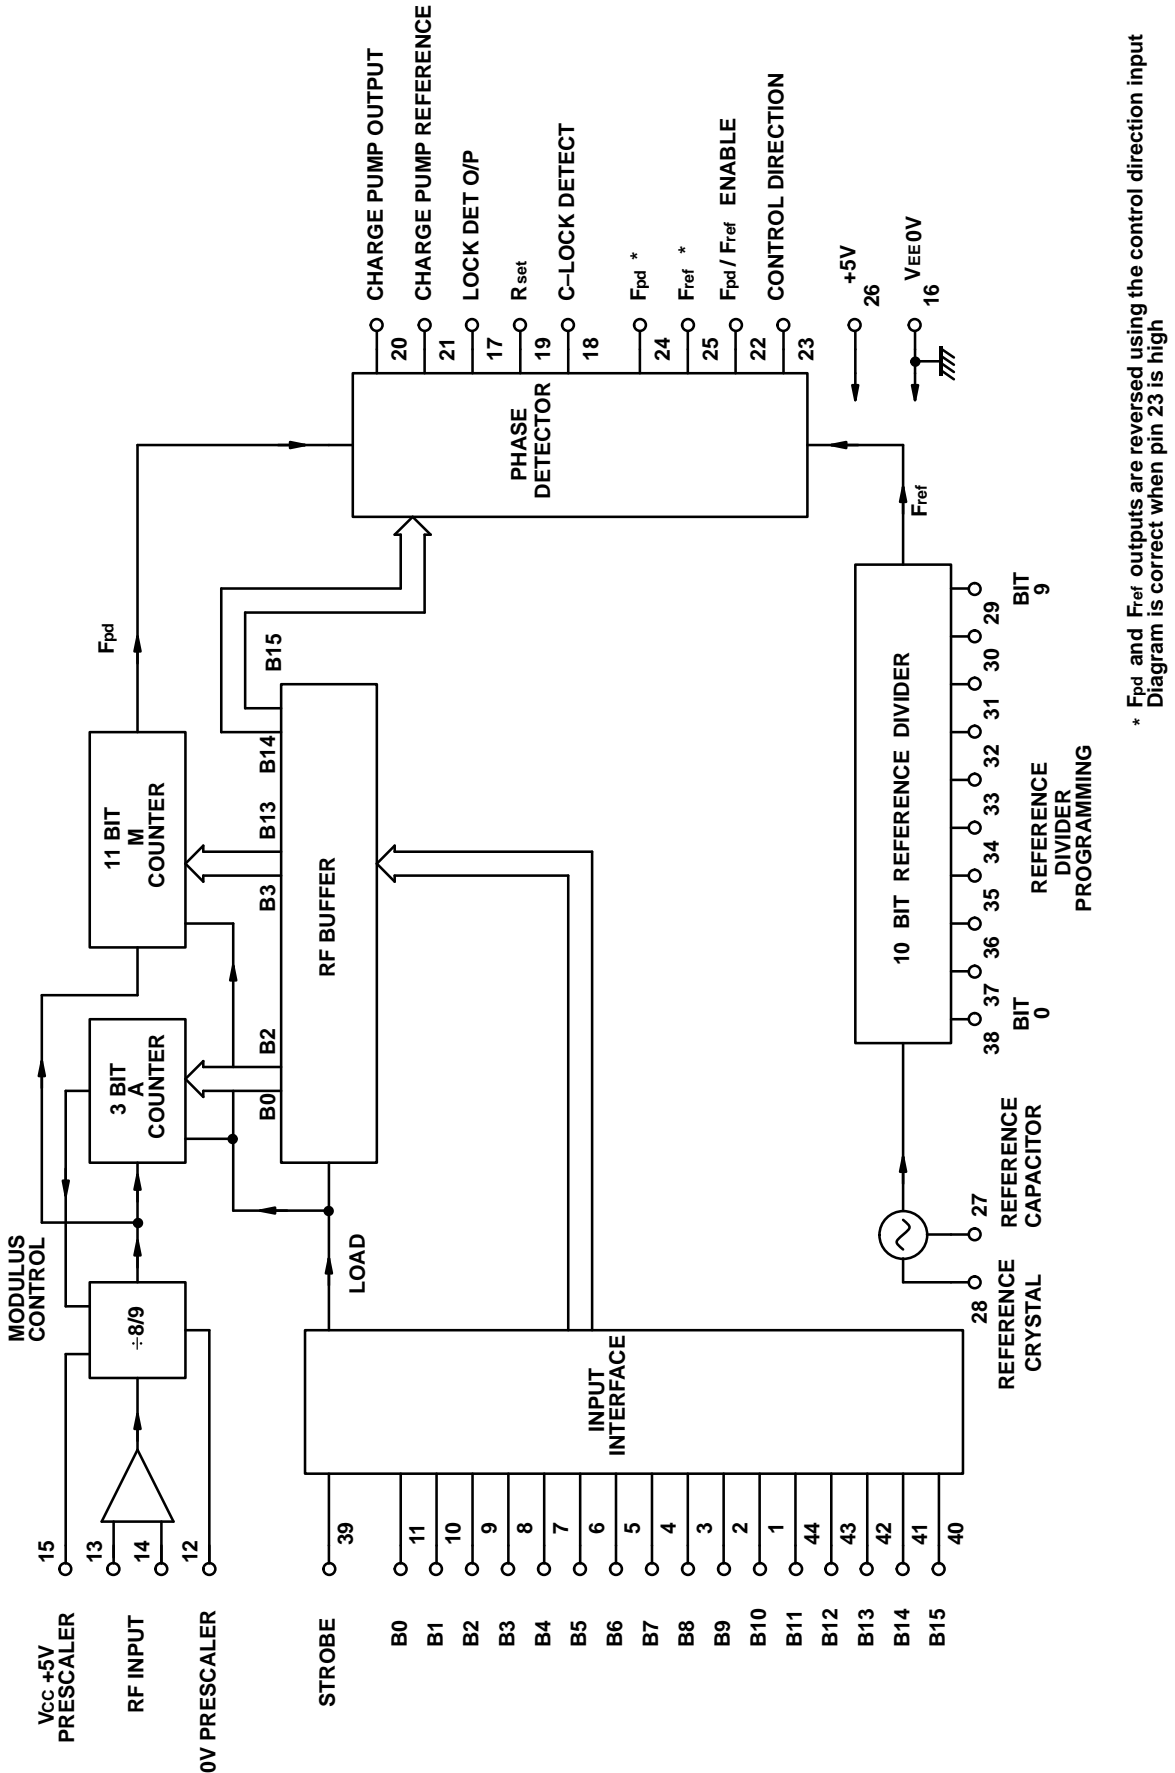 VCC +5V
PRESCALER
15
RF INPUT
13
14
0V PRESCALER
12
MODULUS
CONTROL
÷8/9
3 BIT
A
COUNTER
11 BIT
M
COUNTER
Fpd
STROBE
39
LOAD
B0
B2
B3
B13
B14
B15
RF BUFFER
B0
11
B1
10
B2
9
B3
8
B4
7
B5
6
B6
5
B7
4
B8
3
B9
2
B10
1
B11
44
B12
43
B13
42
B14
41
B15
40
INPUT
INTERFACE
PHASE
DETECTOR
20
CHARGE PUMP OUTPUT
21
CHARGE PUMP REFERENCE
17
LOCK DET O/P
19
Rset
18
C–LOCK DETECT
24
Fpd *
25
Fref *
22
Fpd / Fref ENABLE
23
CONTROL DIRECTION
+5V
26
VEE 0V
16
Fref
10 BIT REFERENCE DIVIDER
28
REFERENCE
CRYSTAL
27
REFERENCE
CAPACITOR
38
37
36
35
34
33
32
31
30
29
BIT
0
BIT
9
REFERENCE
DIVIDER
PROGRAMMING
* Fpd and Fref outputs are reversed using the control direction input
Diagram is correct when pin 23 is high